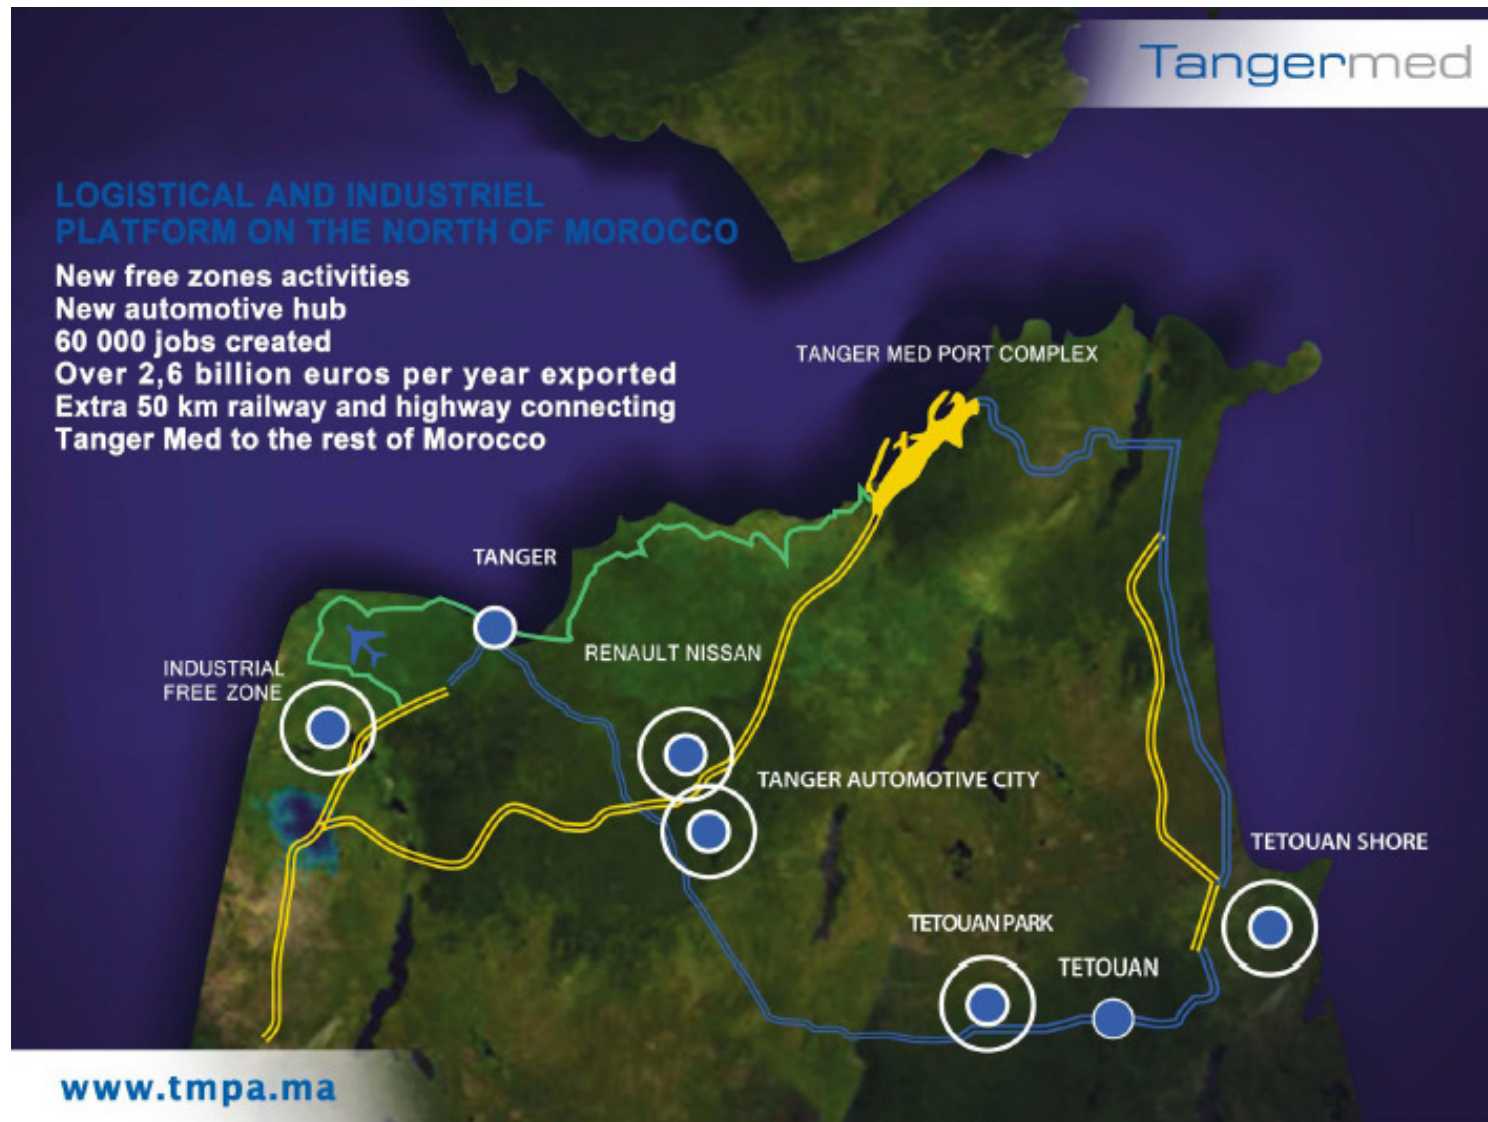 Tangermed
LOGISTICAL AND INDUSTRIEL
PLATFORM ON THE NORTH OF MOROCCO
New free zones activities
New automotive hub
60 000 jobs created
Over 2,6 billion euros per year exported
Extra 50 km railway and highway connecting
Tanger Med to the rest of Morocco
TANGER MED PORT COMPLEX
TANGER
RENAULT NISSAN
INDUSTRIAL
FREE ZONE
TANGER AUTOMOTIVE CITY
TETOUAN SHORE
TETOUAN PARK
TETOUAN
www.tmpa.ma